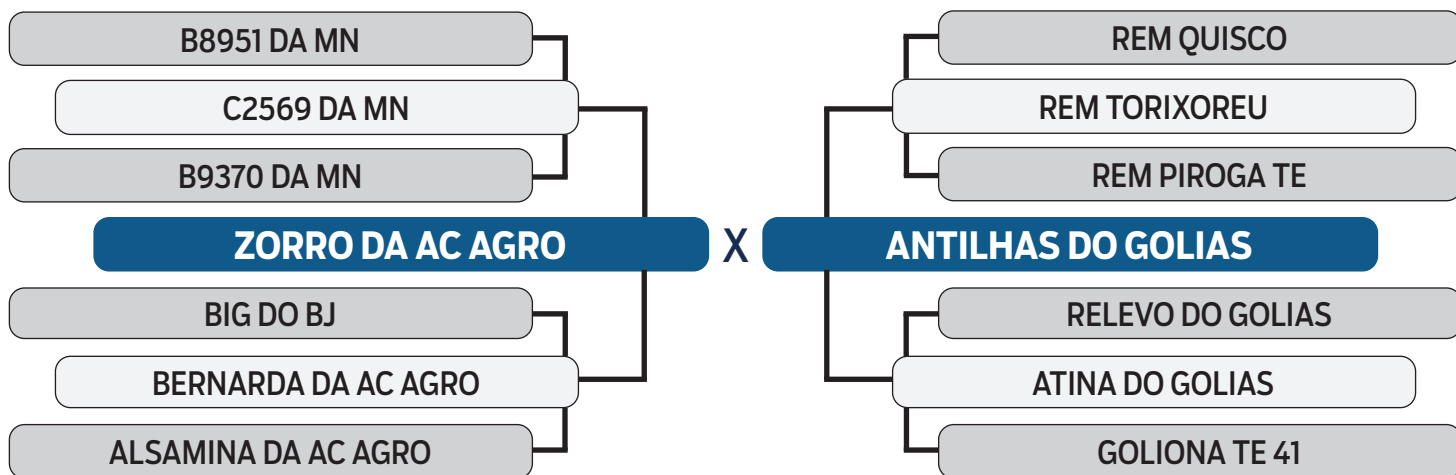 B8951 DA MN
C2569 DA MN
B9370 DA MN
ZORRO DA AC AGRO
BIG DO BJ
BERNARDA DA AC AGRO
ALSAMINA DA AC AGRO
X
REM QUISCO
REM TORIXOREU
REM PIROGA TE
ANTILHAS DO GOLIAS
RELEVO DO GOLIAS
ATINA DO GOLIAS
GOLIONA TE 41